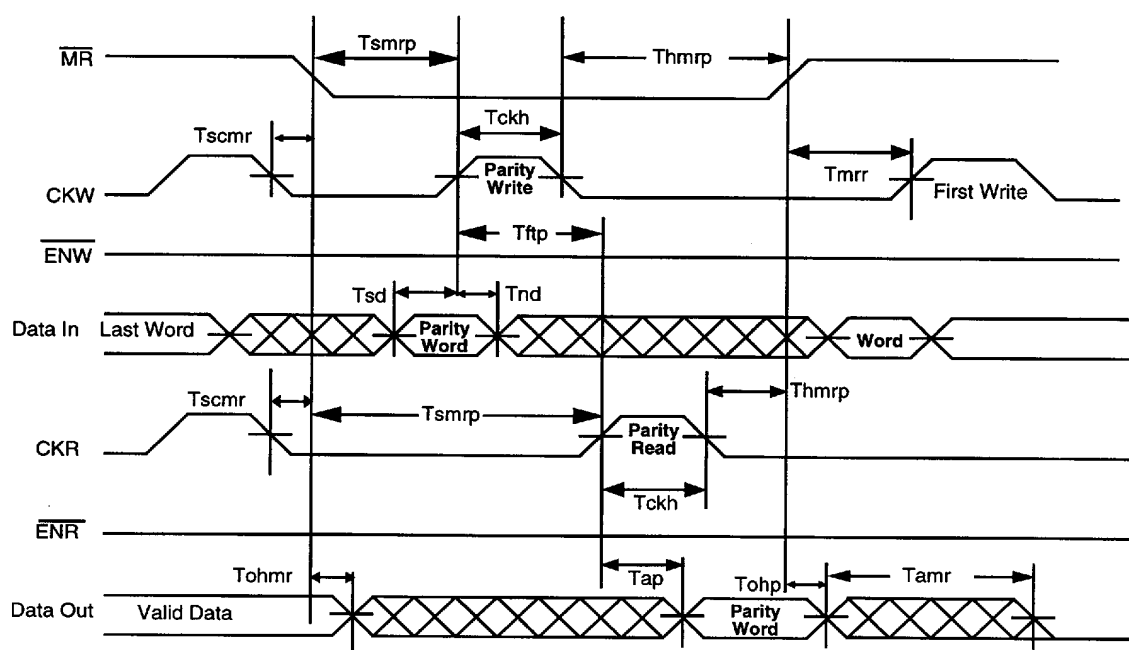 Tsmrp
Thmrp
MR
Tckh
Tscmr
Parity
Write
Tmrr
CKW
First Write
Tftp
ENW
Tsd
Tnd
Data In
Last Word
Parity
Word
Word
Tscmr
Tsmrp
Thmrp
CKR
Parity
Read
Tckh
ENR
Tohmr
Tap
Tohp
Tamr
Data Out
Valid Data
Parity
Word